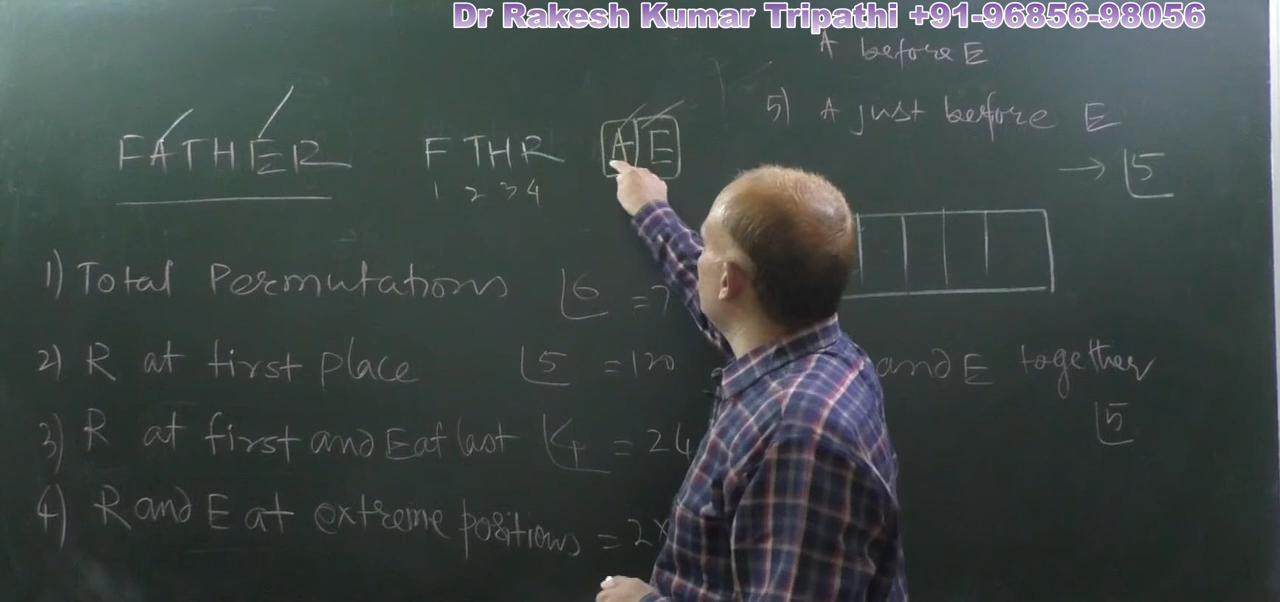 Dr Rakesh Kumar Tripathi +91-96856-98056
A before E
5) A just before E
→ ⌊5
FATHER FTHR A E
1 2 3 4
1) Total Permutations ⌊6 = 7
2) R at first place ⌊5 = 120
and E together
⌊5
3) R at first and E at last ⌊4 = 24
4) R and E at extreme positions = 2×